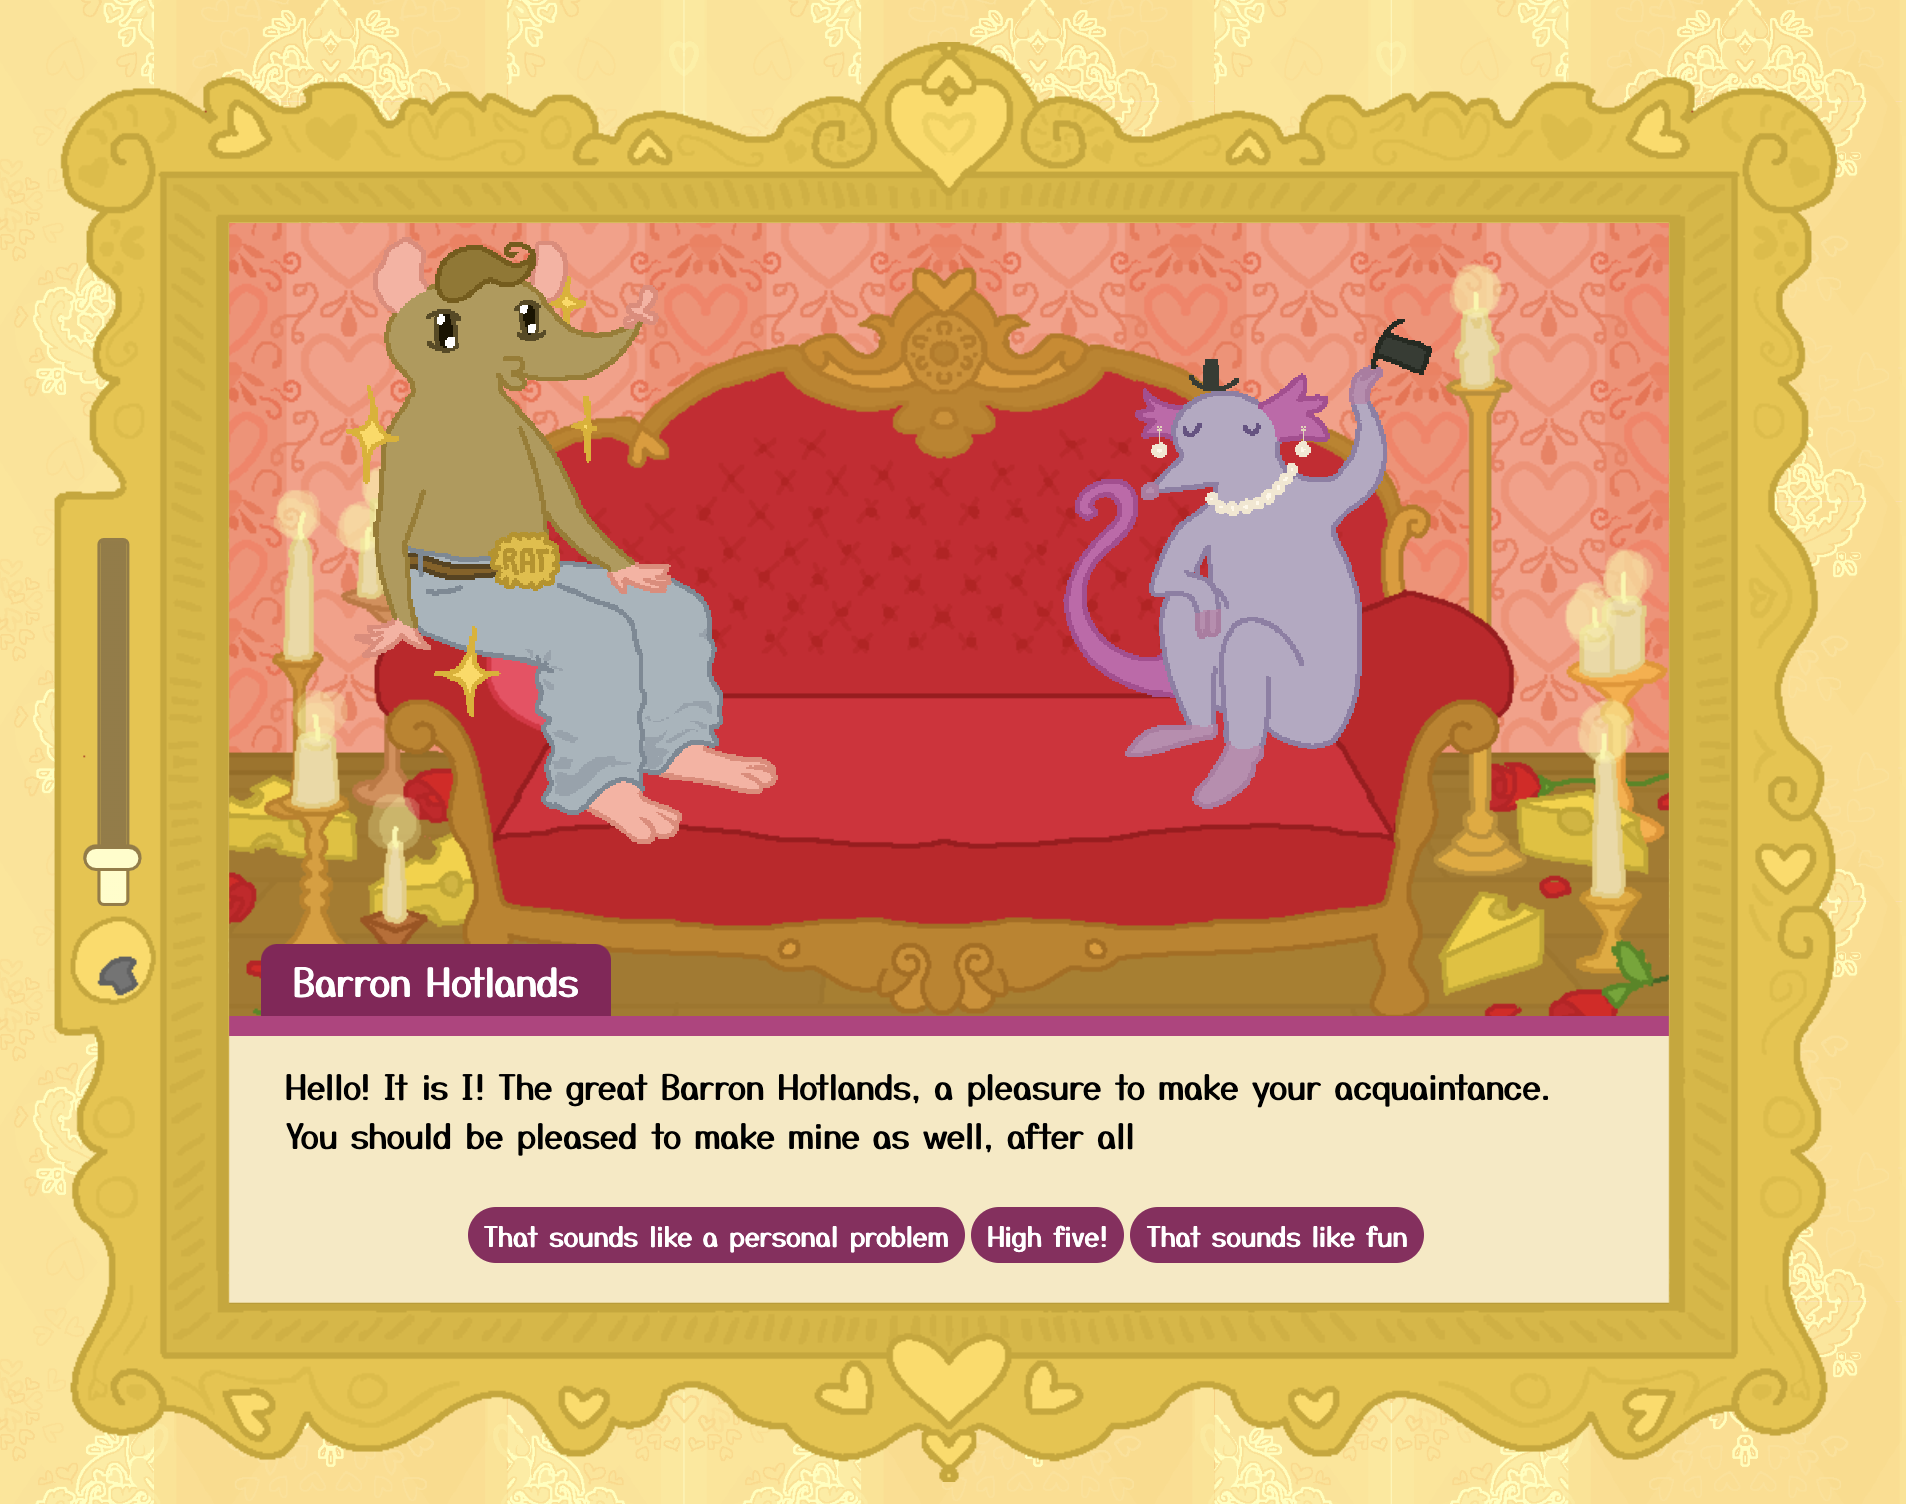 RAT
Barron Hotlands
Hello! It is I! The great Barron Hotlands, a pleasure to make your acquaintance.
You should be pleased to make mine as well, after all
That sounds like a personal problem
High five!
That sounds like fun